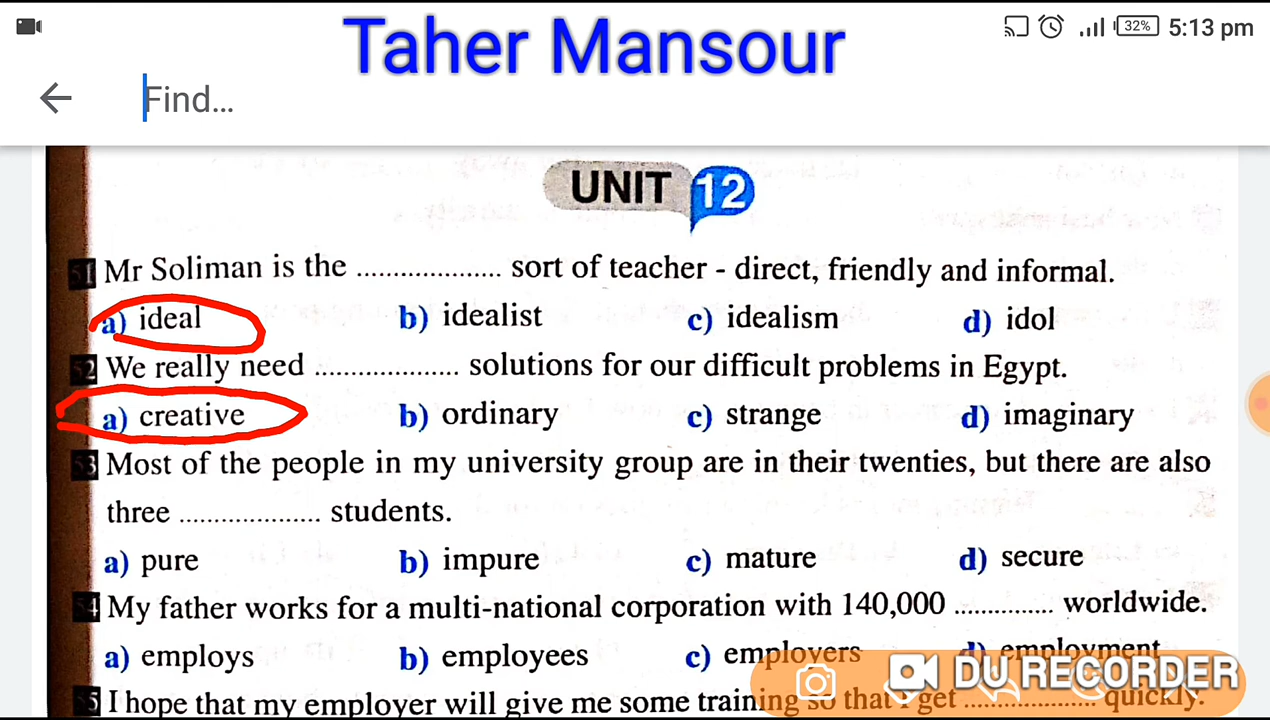 Taher Mansour
32% 5:13 pm
Find...
UNIT 12
51 Mr Soliman is the .................... sort of teacher - direct, friendly and informal.
a) ideal b) idealist c) idealism d) idol
52 We really need .................... solutions for our difficult problems in Egypt.
a) creative b) ordinary c) strange d) imaginary
53 Most of the people in my university group are in their twenties, but there are also
three .................... students.
a) pure b) impure c) mature d) secure
54 My father works for a multi-national corporation with 140,000 .............. worldwide.
a) employs b) employees c) employers d) employment
DU RECORDER
55 I hope that my employer will give me some training so that I get .................... quickly.